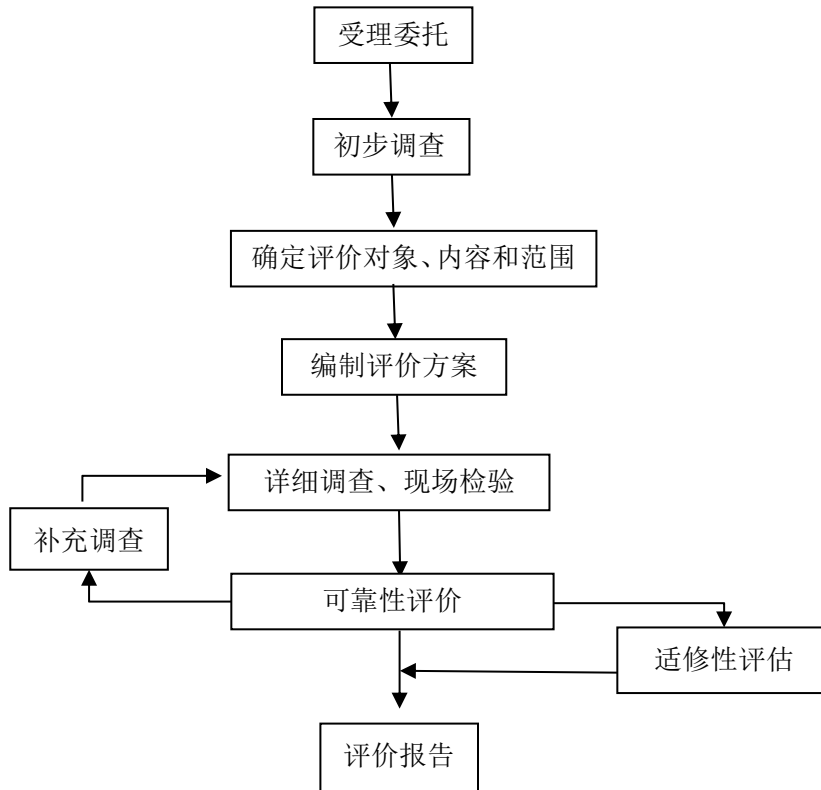 受理委托
初步调查
确定评价对象、内容和范围
编制评价方案
详细调查、现场检验
补充调查
可靠性评价
适修性评估
评价报告